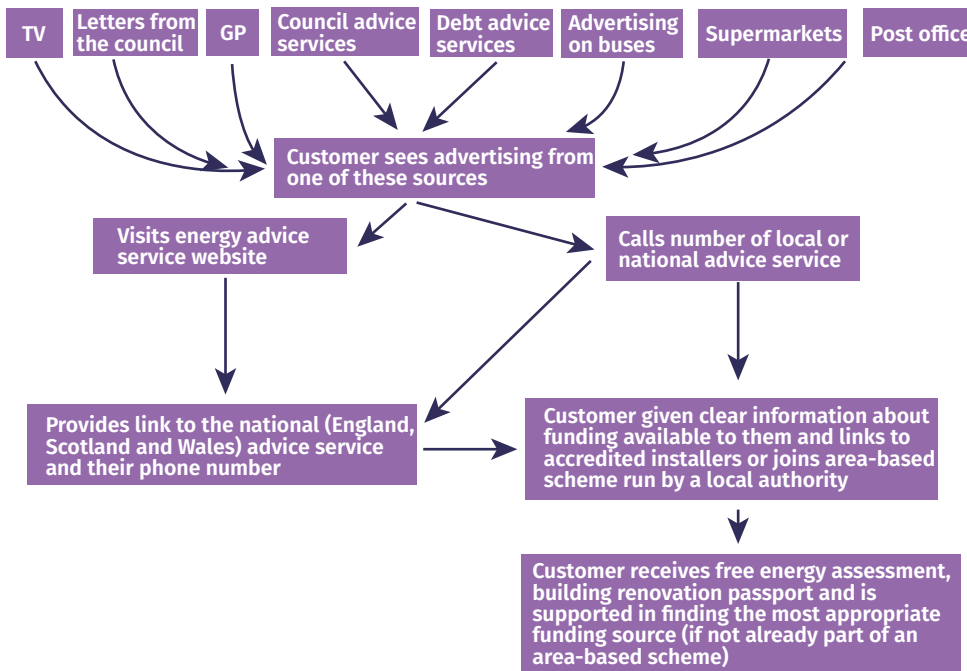 TV
Letters from
the council
GP
Council advice
services
Debt advice
services
Advertising
on buses
Supermarkets
Post office
Customer sees advertising from
one of these sources
Visits energy advice
service website
Calls number of local or
national advice service
Provides link to the national (England,
Scotland and Wales) advice service
and their phone number
Customer given clear information about
funding available to them and links to
accredited installers or joins area-based
scheme run by a local authority
Customer receives free energy assessment,
building renovation passport and is
supported in finding the most appropriate
funding source (if not already part of an
area-based scheme)